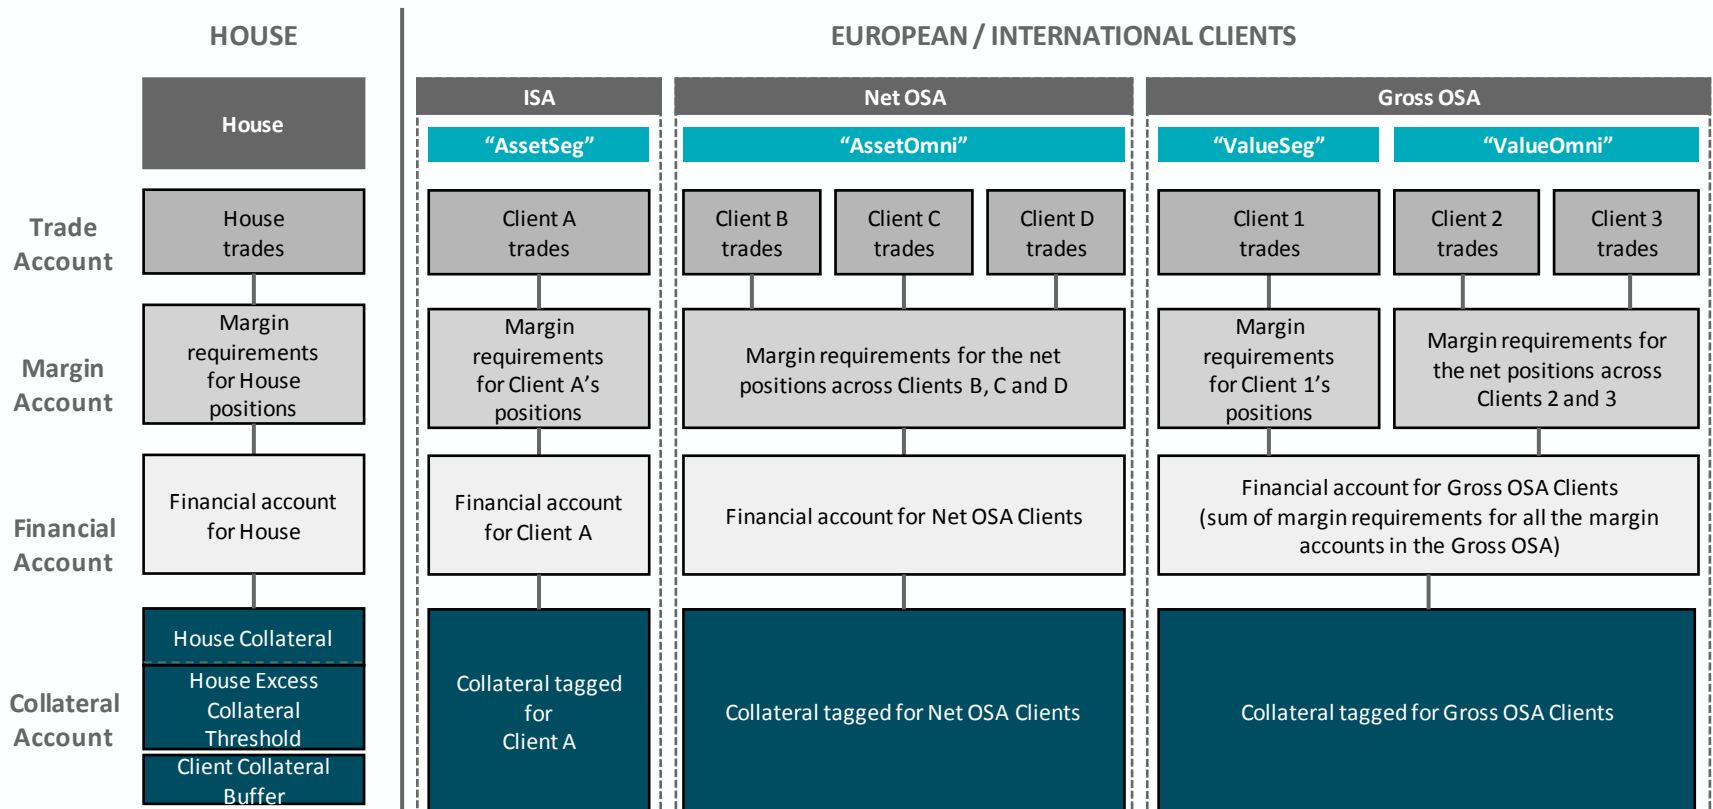 HOUSE
EUROPEAN / INTERNATIONAL CLIENTS
House
ISA
Net OSA
Gross OSA
“AssetSeg”
“AssetOmni”
“ValueSeg”
“ValueOmni”
Trade
Account
House
trades
Client A
trades
Client B
trades
Client C
trades
Client D
trades
Client 1
trades
Client 2
trades
Client 3
trades
Margin
Account
Margin
requirements
for House
positions
Margin
requirements
for Client A’s
positions
Margin requirements for the net
positions across Clients B, C and D
Margin
requirements
for Client 1’s
positions
Margin requirements for
the net positions across
Clients 2 and 3
Financial
Account
Financial account
for House
Financial account
for Client A
Financial account for Net OSA Clients
Financial account for Gross OSA Clients
(sum of margin requirements for all the margin
accounts in the Gross OSA)
Collateral
Account
House Collateral
House Excess
Collateral
Threshold
Client Collateral
Buffer
Collateral tagged
for
Client A
Collateral tagged for Net OSA Clients
Collateral tagged for Gross OSA Clients